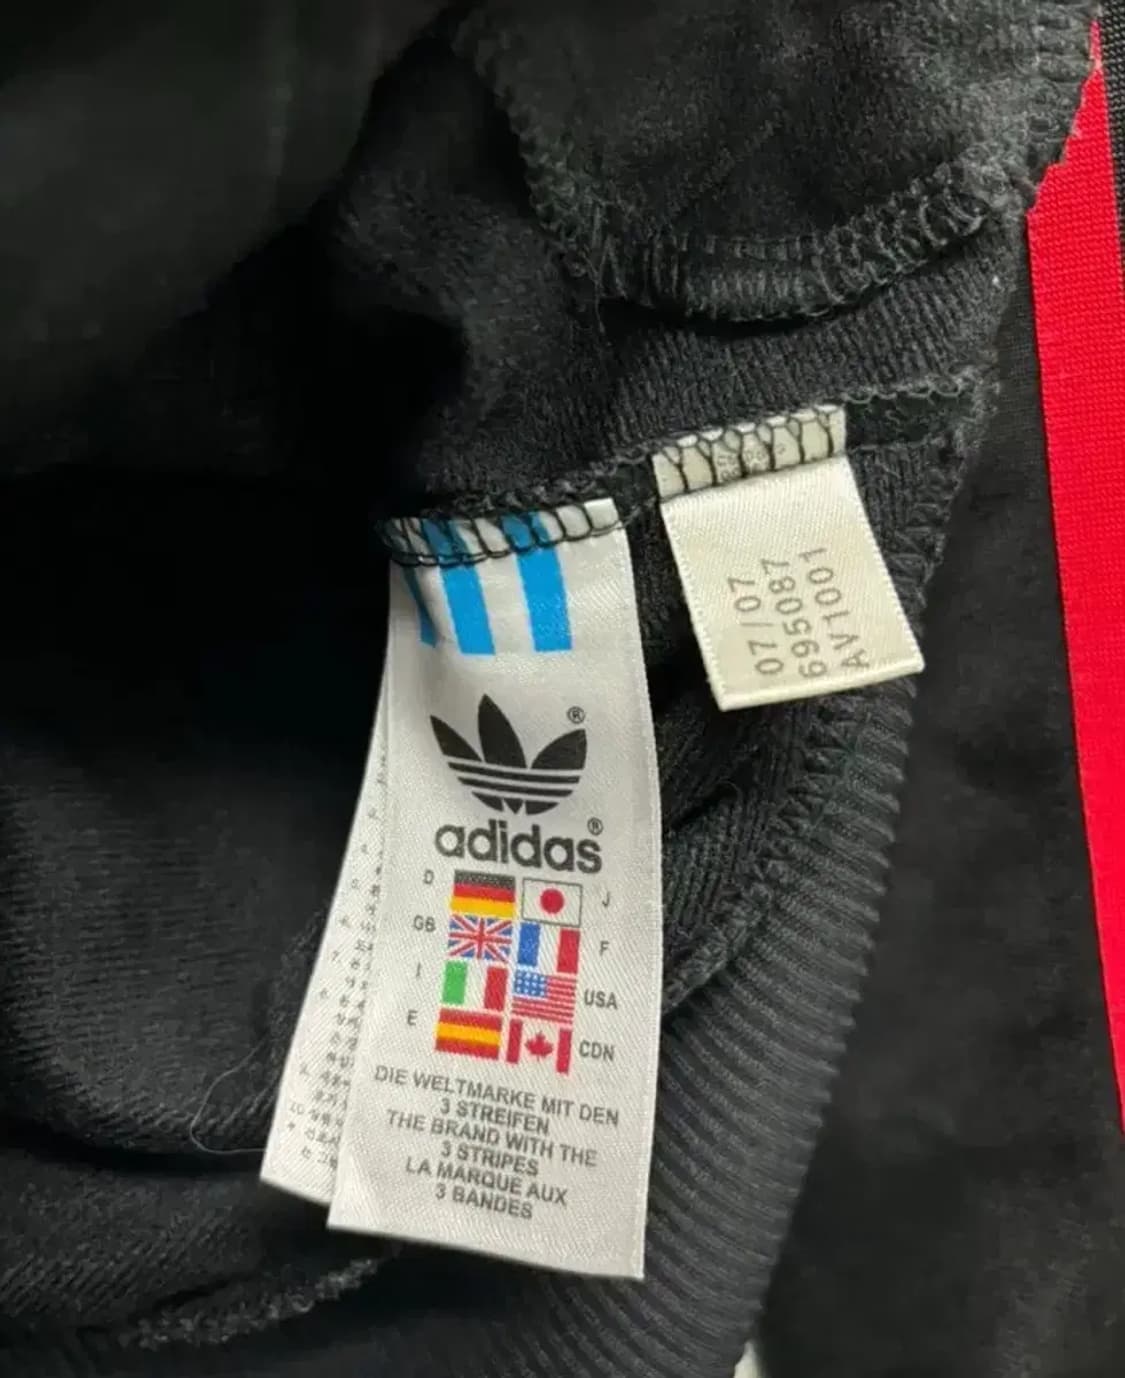 07/07
695087
AV1001
®
adidas®
D
J
GB
F
I
USA
E
CDN
DIE WELTMARKE MIT DEN
3 STREIFEN
THE BRAND WITH THE
3 STRIPES
LA MARQUE AUX
3 BANDES